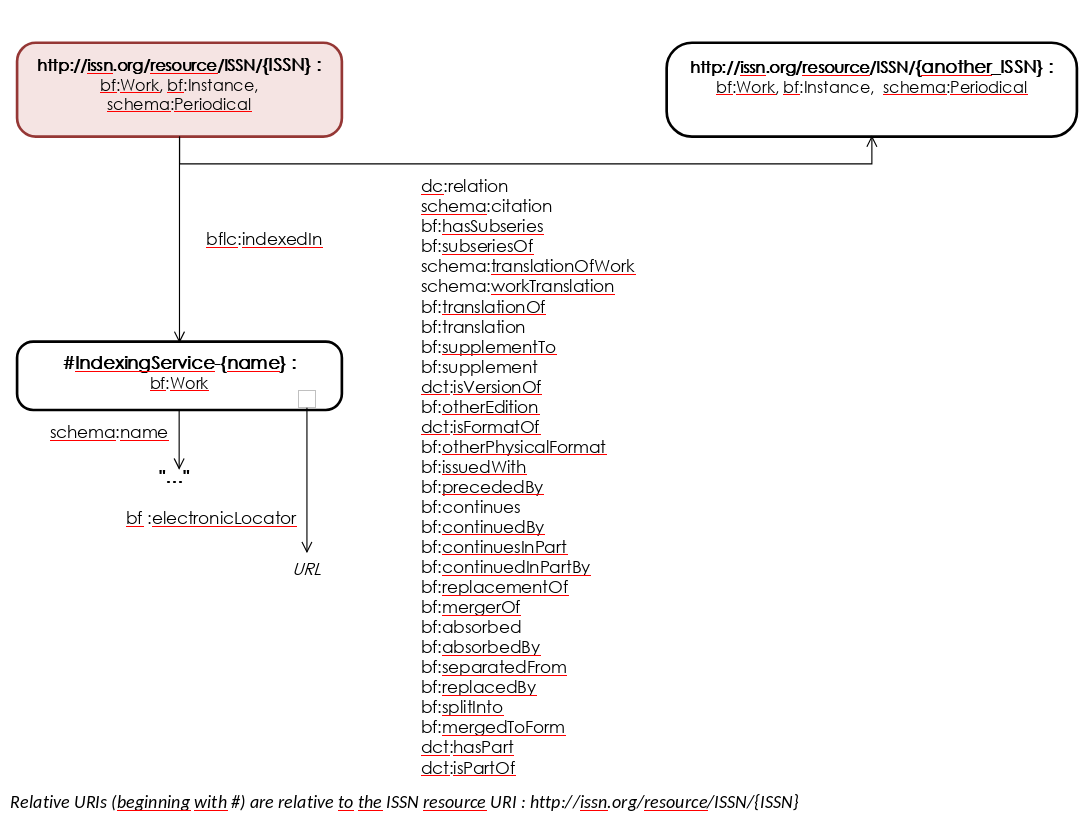 http://issn.org/resource/ISSN/{ISSN} :
bf:Work, bf:Instance,
schema:Periodical
http://issn.org/resource/ISSN/{another_ISSN} :
bf:Work, bf:Instance, schema:Periodical
bflc:indexedIn
dc:relation
schema:citation
bf:hasSubseries
bf:subseriesOf
schema:translationOfWork
schema:workTranslation
bf:translationOf
bf:translation
bf:supplementTo
bf:supplement
dct:isVersionOf
bf:otherEdition
dct:isFormatOf
bf:otherPhysicalFormat
bf:issuedWith
bf:precededBy
bf:continues
bf:continuedBy
bf:continuesInPart
bf:continuedInPartBy
bf:replacementOf
bf:mergerOf
bf:absorbed
bf:absorbedBy
bf:separatedFrom
bf:replacedBy
bf:splitInto
bf:mergedToForm
dct:hasPart
dct:isPartOf
#IndexingService-{name} :
bf:Work
schema:name
"..."
bf :electronicLocator
URL
Relative URIs (beginning with #) are relative to the ISSN resource URI : http://issn.org/resource/ISSN/{ISSN}